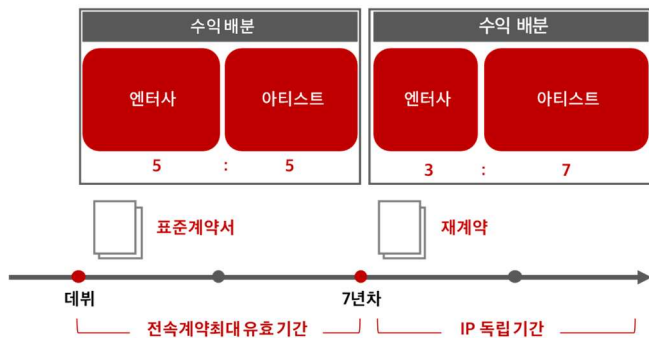 수익 배분
수익 배분
엔터사
아티스트
엔터사
아티스트
5 : 5
3 : 7
표준계약서
재계약
데뷔
7년차
전속계약최대 유효기간
IP 독립기간